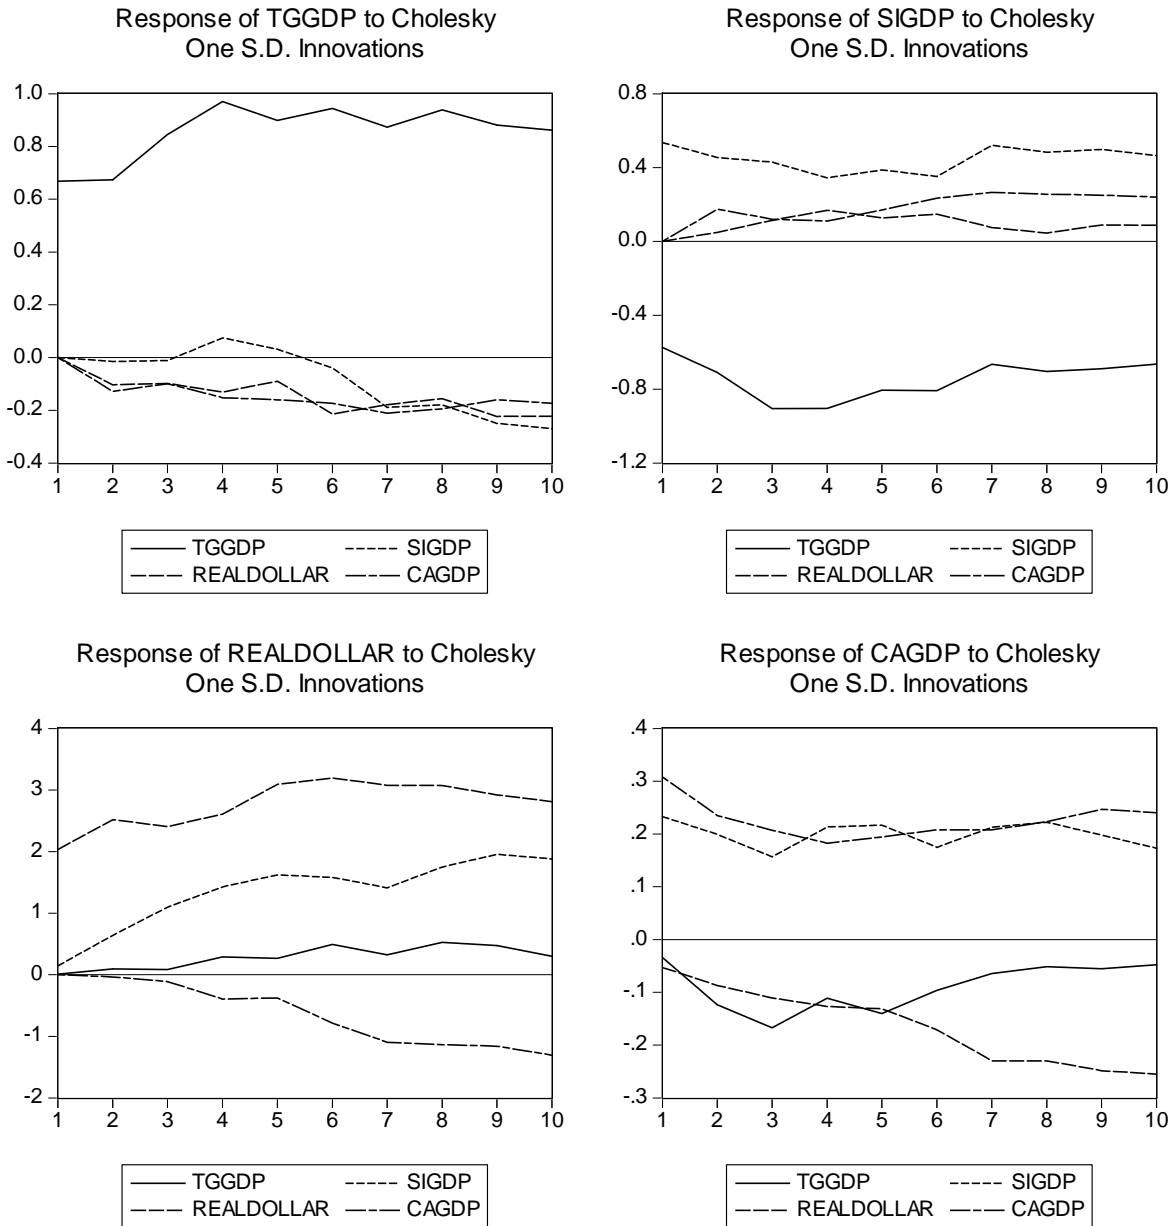 Response of TGGDP to Cholesky
One S.D. Innovations
1.0
0.8
0.6
0.4
0.2
0.0
-0.2
-0.4
1 2 3 4 5 6 7 8 9 10
TGGDP SIGDP
REALDOLLAR CAGDP
Response of SIGDP to Cholesky
One S.D. Innovations
0.8
0.4
0.0
-0.4
-0.8
-1.2
1 2 3 4 5 6 7 8 9 10
TGGDP SIGDP
REALDOLLAR CAGDP
Response of REALDOLLAR to Cholesky
One S.D. Innovations
4
3
2
1
0
-1
-2
1 2 3 4 5 6 7 8 9 10
TGGDP SIGDP
REALDOLLAR CAGDP
Response of CAGDP to Cholesky
One S.D. Innovations
.4
.3
.2
.1
.0
-.1
-.2
-.3
1 2 3 4 5 6 7 8 9 10
TGGDP SIGDP
REALDOLLAR CAGDP